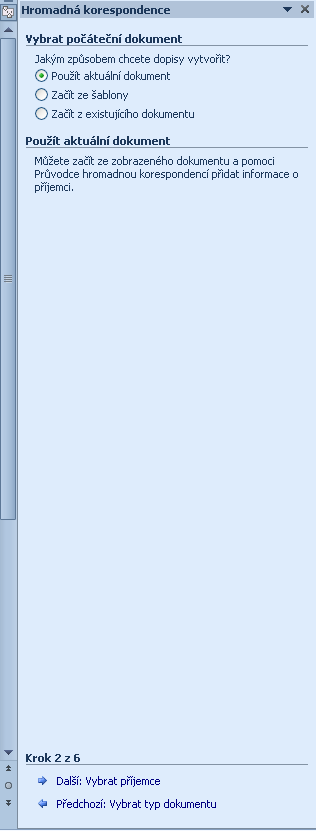 Hromadná korespondence
Vybrat počáteční dokument
Jakým způsobem chcete dopisy vytvořit?
Použít aktuální dokument
Začít ze šablony
Začít z existujícího dokumentu
Použít aktuální dokument
Můžete začít ze zobrazeného dokumentu a pomoci
Průvodce hromadnou korespondencí přidat informace o
příjemci.
Krok 2 z 6
Další: Vybrat příjemce
Předchozí: Vybrat typ dokumentu